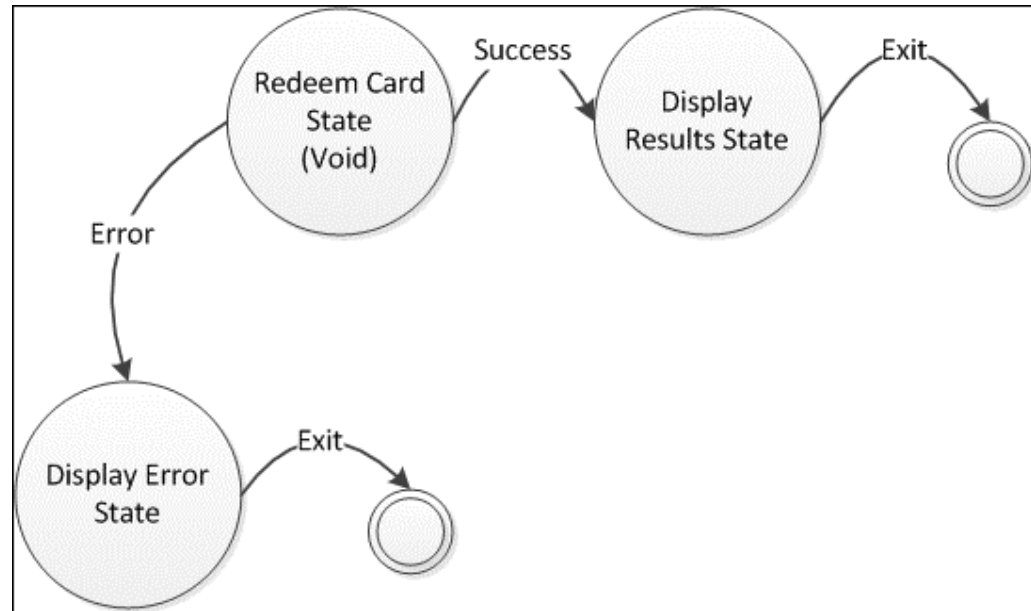 Redeem Card
State
(Void)
Success
Display
Results State
Exit
Error
Display Error
State
Exit